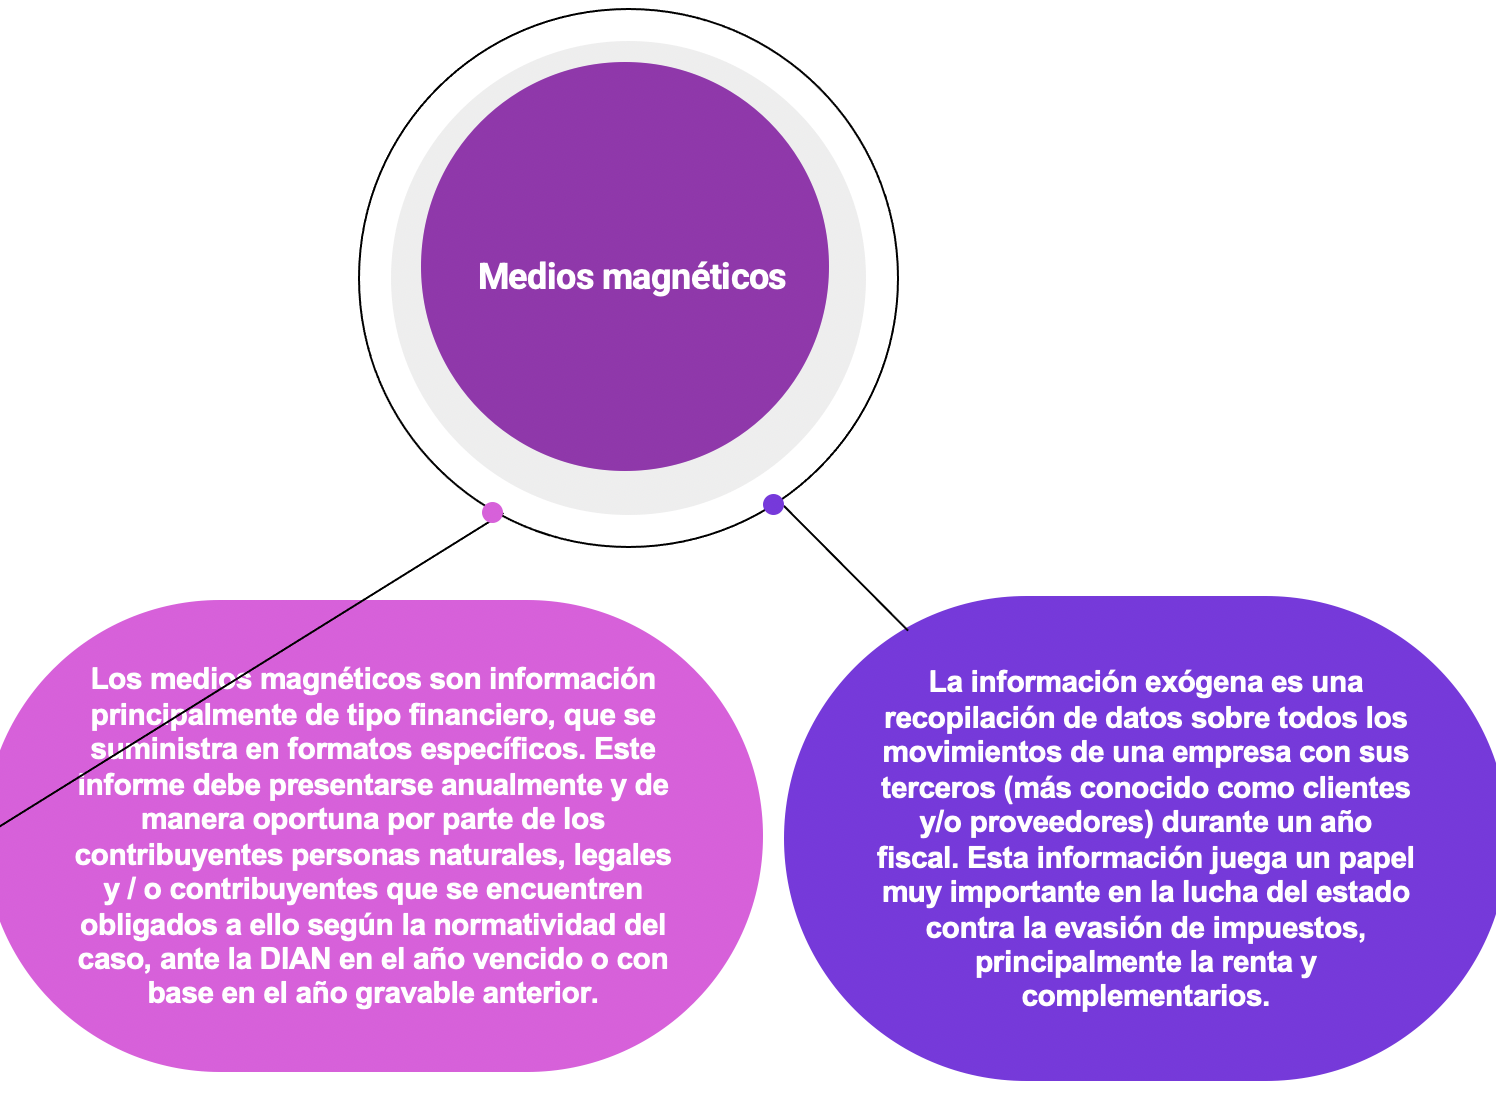 Medios magnéticos
Los medios magnéticos son información
principalmente de tipo financiero, que se
suministra en formatos específicos. Este
informe debe presentarse anualmente y de
manera oportuna por parte de los
contribuyentes personas naturales, legales
y / o contribuyentes que se encuentren
obligados a ello según la normatividad del
caso, ante la DIAN en el año vencido o con
base en el año gravable anterior.
La información exógena es una
recopilación de datos sobre todos los
movimientos de una empresa con sus
terceros (más conocido como clientes
y/o proveedores) durante un año
fiscal. Esta información juega un papel
muy importante en la lucha del estado
contra la evasión de impuestos,
principalmente la renta y
complementarios.